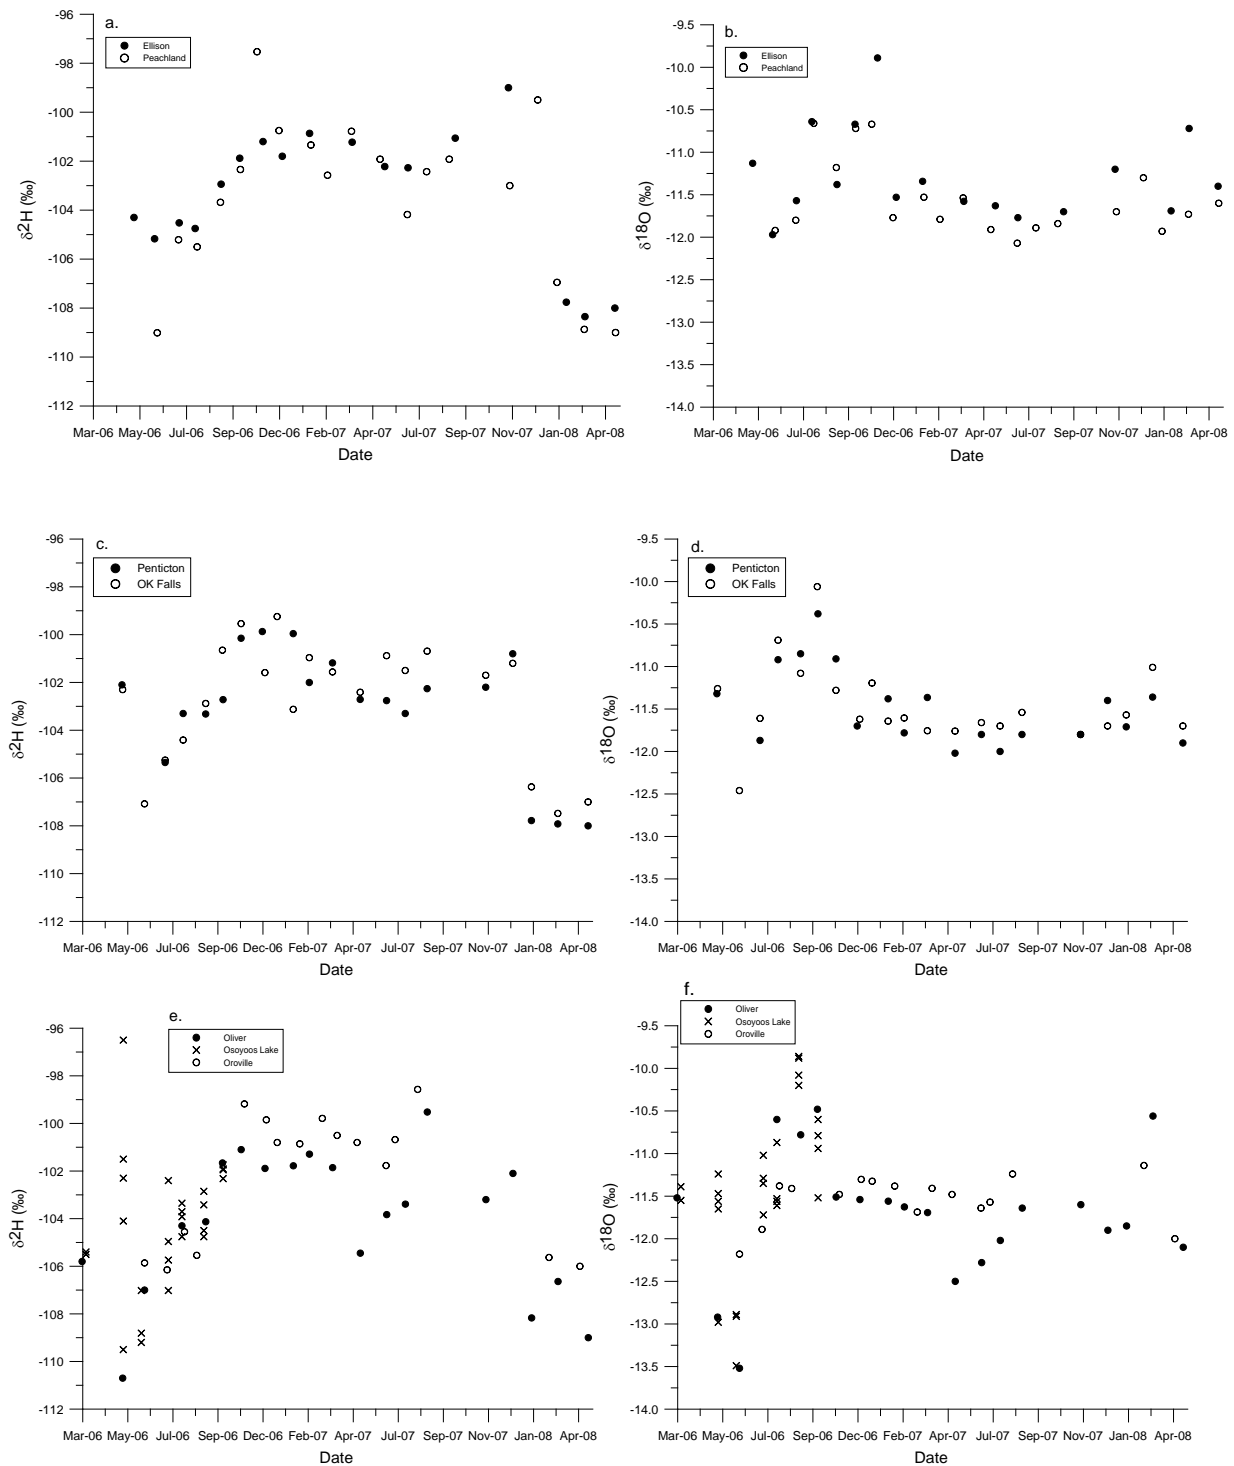 a.
Ellison
Peachland
-96
-98
-100
-102
-104
-106
-108
-110
-112
δ2H (‰)
Mar-06 May-06 Jul-06 Sep-06 Dec-06 Feb-07 Apr-07 Jul-07 Sep-07 Nov-07 Jan-08 Apr-08
Date
b.
Ellison
Peachland
-9.5
-10.0
-10.5
-11.0
-11.5
-12.0
-12.5
-13.0
-13.5
-14.0
δ18O (‰)
Mar-06 May-06 Jul-06 Sep-06 Dec-06 Feb-07 Apr-07 Jul-07 Sep-07 Nov-07 Jan-08 Apr-08
Date
c.
Penticton
OK Falls
-96
-98
-100
-102
-104
-106
-108
-110
-112
δ2H (‰)
Mar-06 May-06 Jul-06 Sep-06 Dec-06 Feb-07 Apr-07 Jul-07 Sep-07 Nov-07 Jan-08 Apr-08
Date
d.
Penticton
OK Falls
-9.5
-10.0
-10.5
-11.0
-11.5
-12.0
-12.5
-13.0
-13.5
-14.0
δ18O (‰)
Mar-06 May-06 Jul-06 Sep-06 Dec-06 Feb-07 Apr-07 Jul-07 Sep-07 Nov-07 Jan-08 Apr-08
Date
e.
Oliver
Osoyoos Lake
Oroville
-96
-98
-100
-102
-104
-106
-108
-110
-112
δ2H (‰)
Mar-06 May-06 Jul-06 Sep-06 Dec-06 Feb-07 Apr-07 Jul-07 Sep-07 Nov-07 Jan-08 Apr-08
Date
f.
Oliver
Osoyoos Lake
Oroville
-9.5
-10.0
-10.5
-11.0
-11.5
-12.0
-12.5
-13.0
-13.5
-14.0
δ18O (‰)
Mar-06 May-06 Jul-06 Sep-06 Dec-06 Feb-07 Apr-07 Jul-07 Sep-07 Nov-07 Jan-08 Apr-08
Date